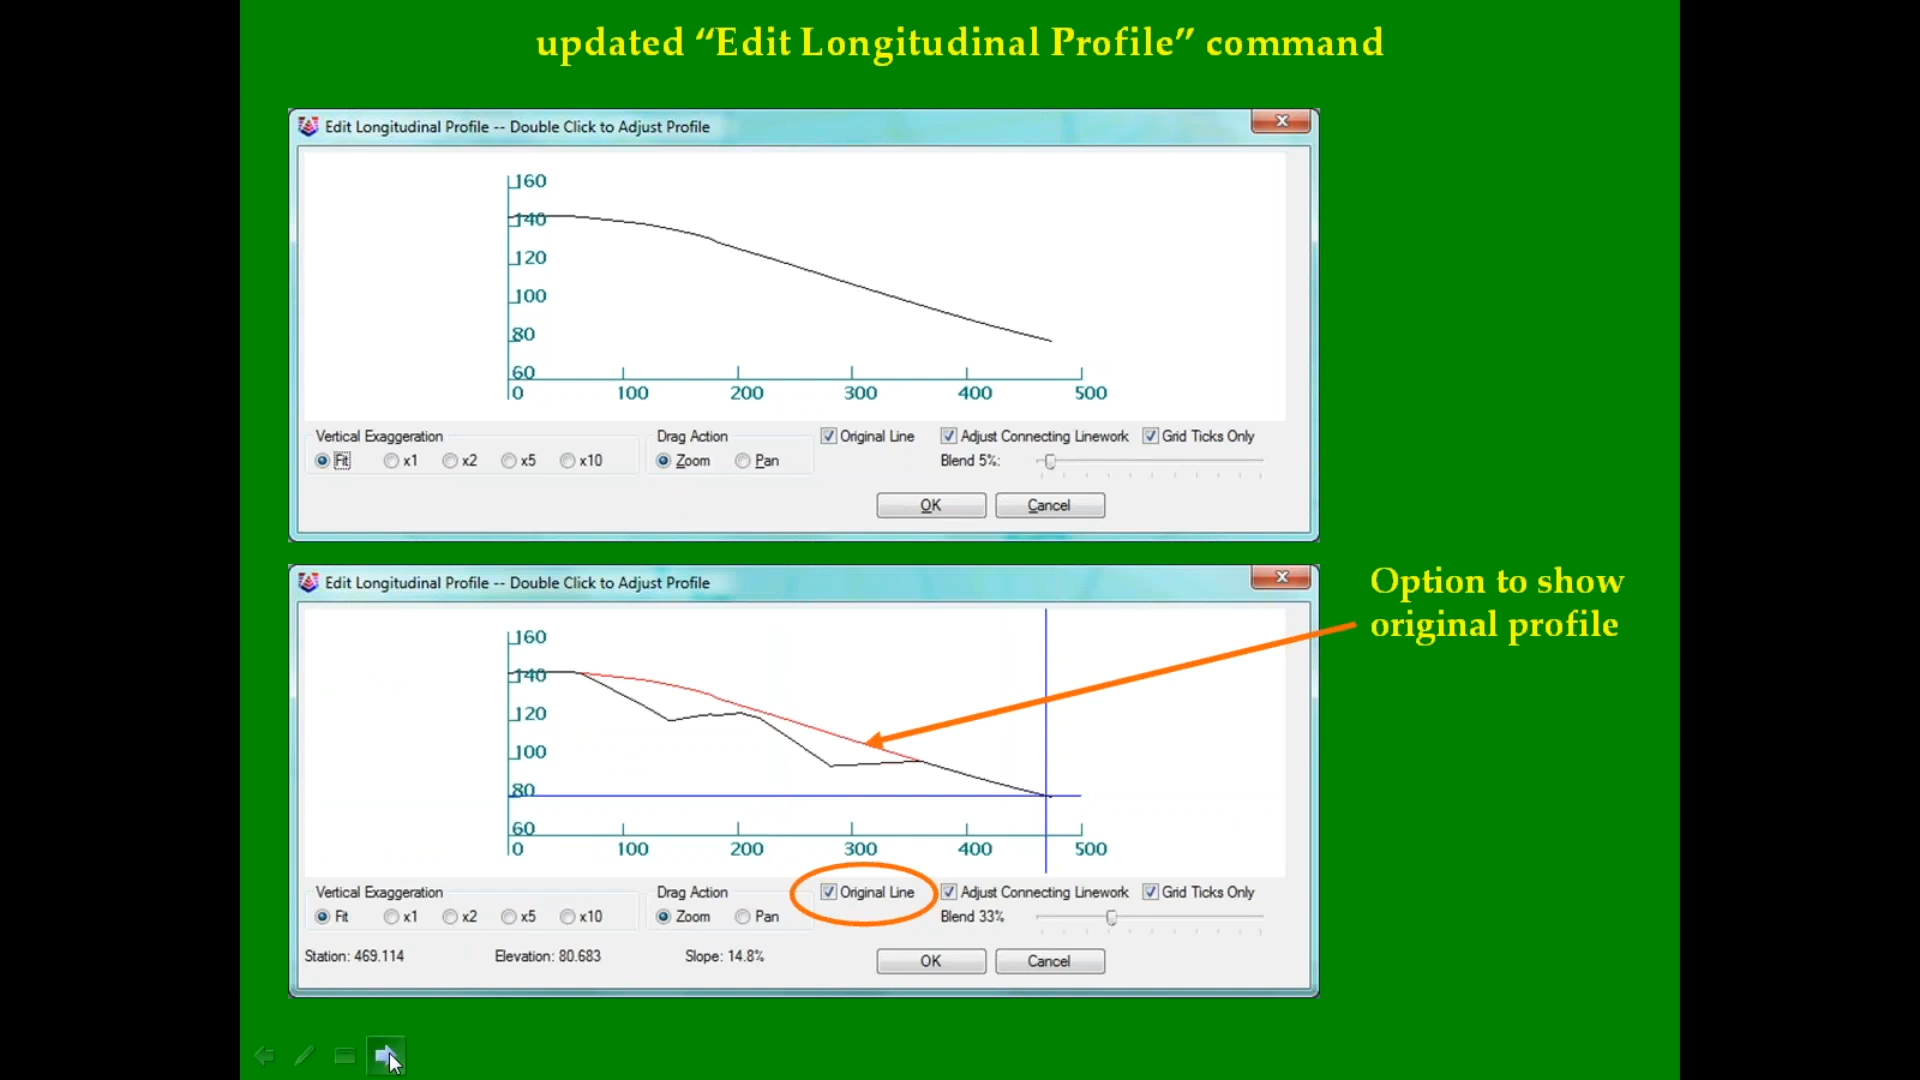 updated “Edit Longitudinal Profile” command
Edit Longitudinal Profile -- Double Click to Adjust Profile
160
140
120
100
80
60
0 100 200 300 400 500
Vertical Exaggeration Drag Action Original Line Adjust Connecting Linework Grid Ticks Only
Fit x1 x2 x5 x10 Zoom Pan Blend 5%:
OK Cancel
Edit Longitudinal Profile -- Double Click to Adjust Profile
Option to show
original profile
160
140
120
100
80
60
0 100 200 300 400 500
Vertical Exaggeration Drag Action Original Line Adjust Connecting Linework Grid Ticks Only
Fit x1 x2 x5 x10 Zoom Pan Blend 33%
Station: 469.114 Elevation: 80.683 Slope: 14.8% OK Cancel